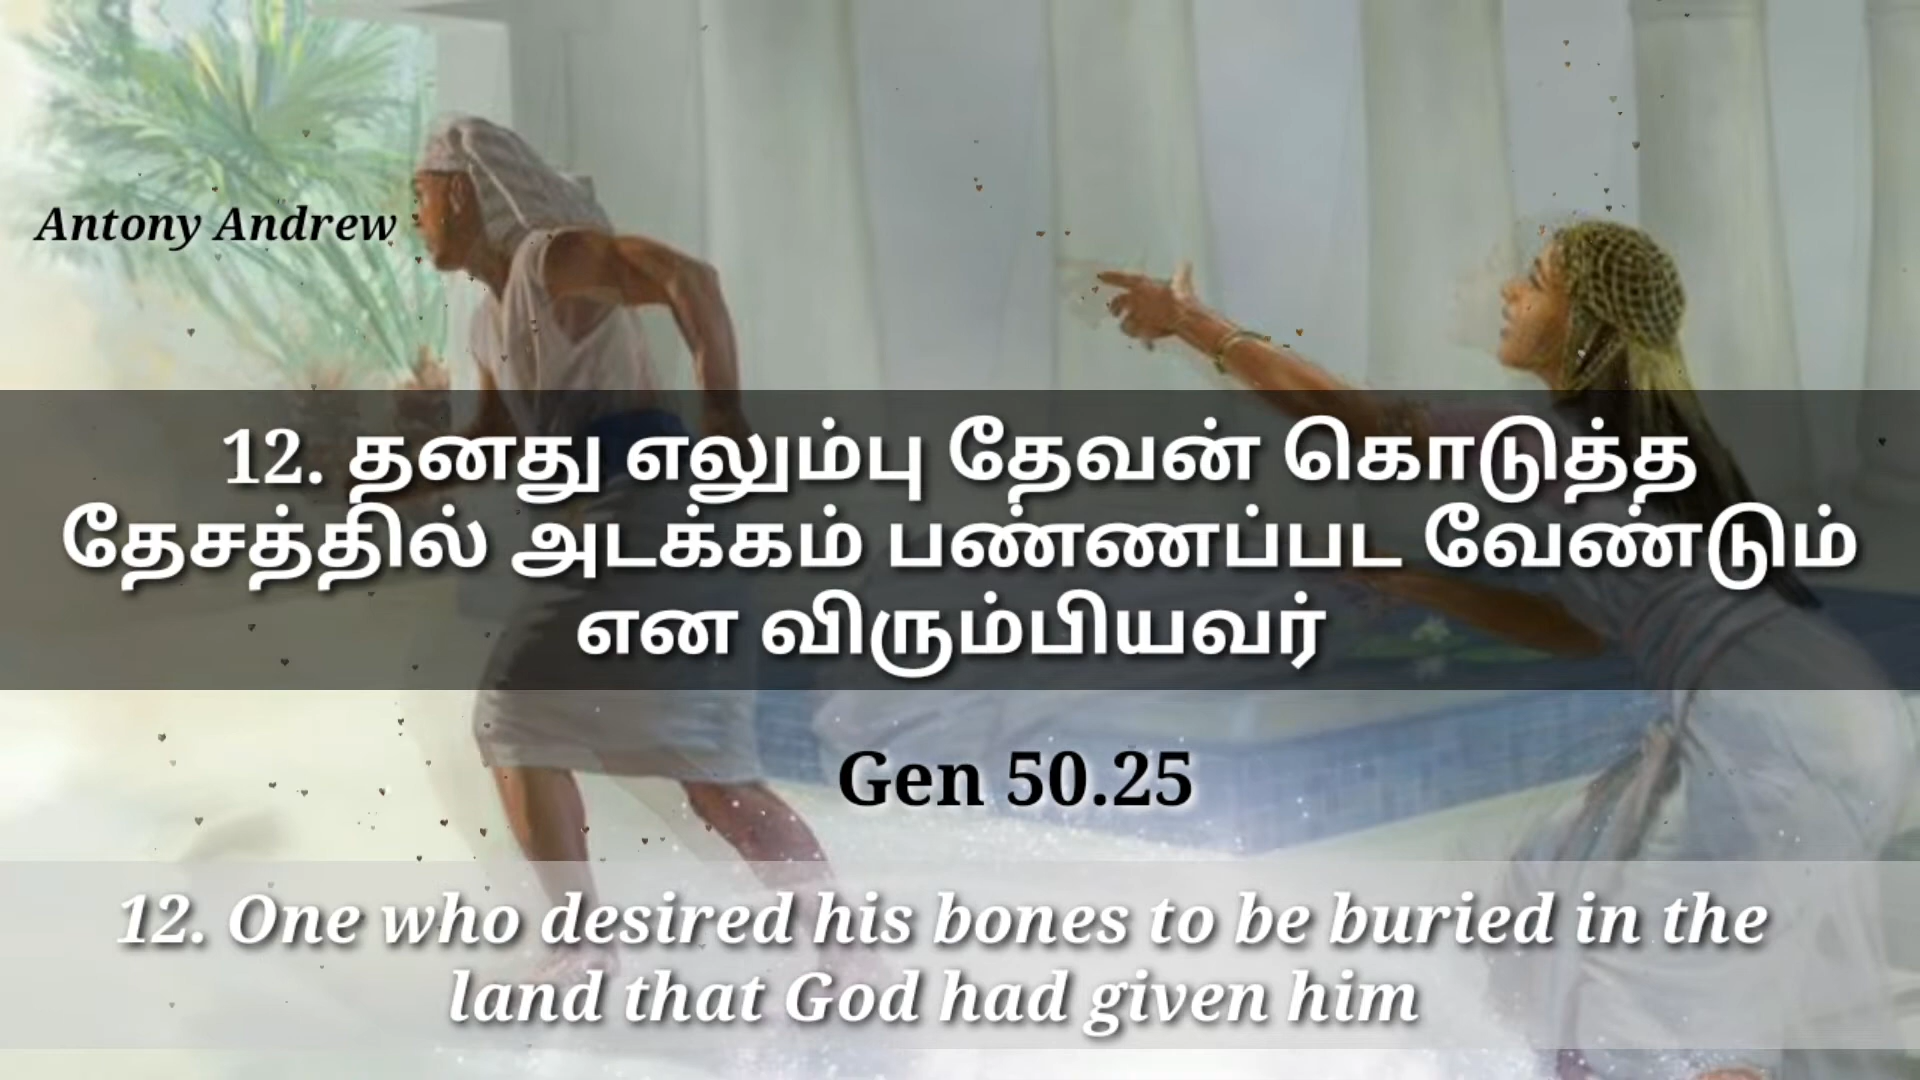 Antony Andrew
12. தனது எலும்பு தேவன் கொடுத்த
தேசத்தில் அடக்கம் பண்ணப்பட வேண்டும்
என விரும்பியவர்
Gen 50.25
12. One who desired his bones to be buried in the
land that God had given him